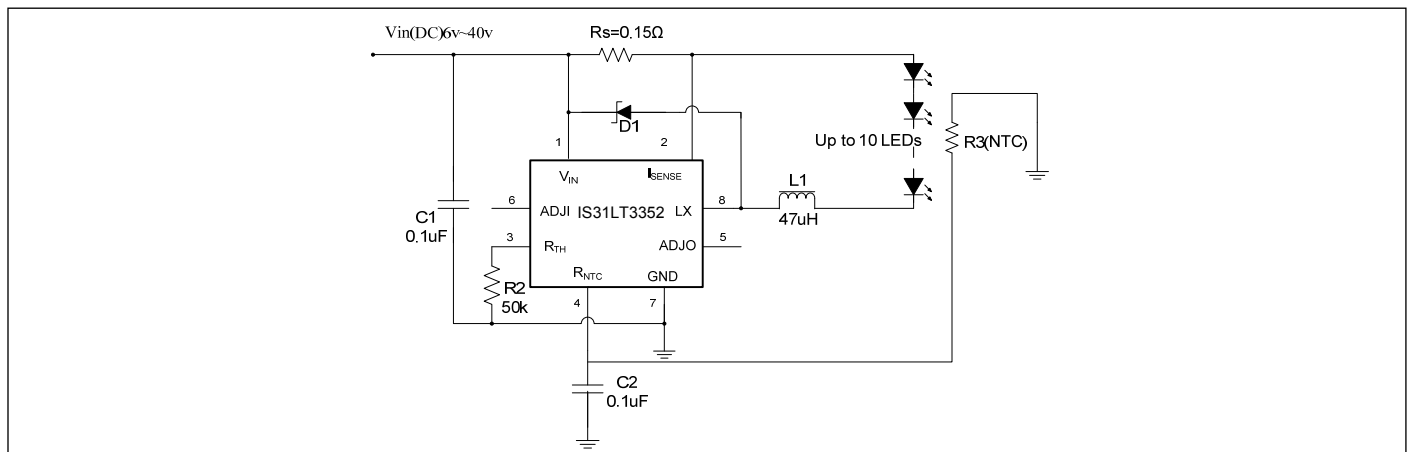 Vin(DC)6v~40v
Rs=0.15Ω
D1
1
2
Up to 10 LEDs
R3(NTC)
VIN
ISENSE
L1
6
ADJI
IS31LT3352
LX
8
47uH
C1
0.1uF
3
RTH
ADJO
5
RNTC
GND
R2
50k
4
7
C2
0.1uF